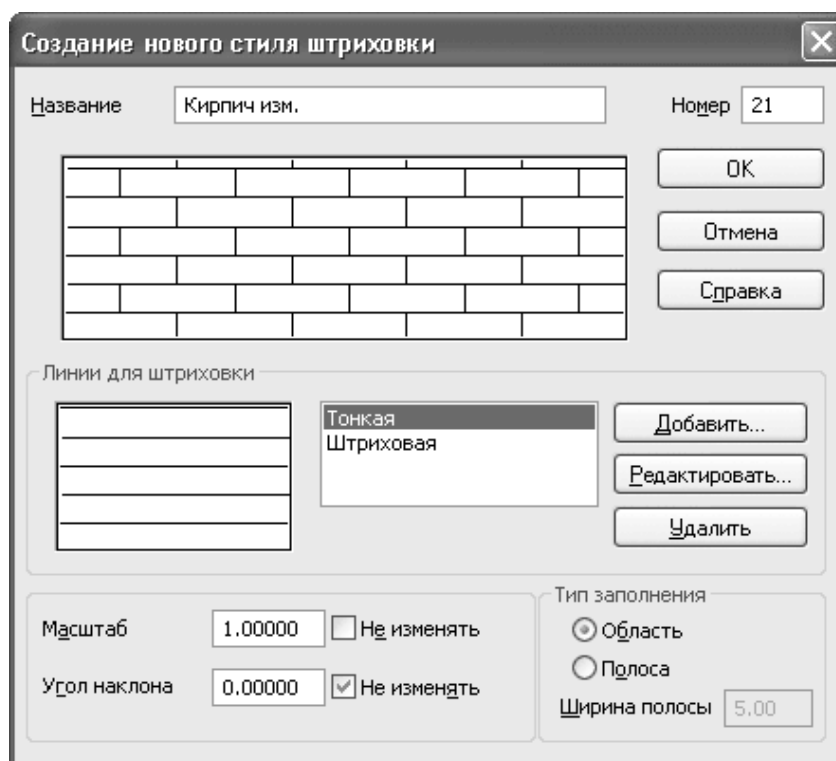 Создание нового стиля штриховки
Название Кирпич изм. Номер 21
OK
Отмена
Справка
Линии для штриховки
Тонкая
Штриховая
Добавить...
Редактировать...
Удалить
Масштаб 1.00000 Не изменять
Угол наклона 0.00000 Не изменять
Тип заполнения
Область
Полоса
Ширина полосы 5.00